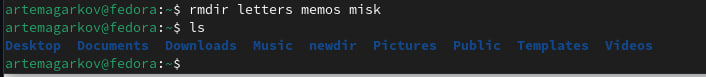 artemagarkov@fedora:~$ rmdir letters memos misk
artemagarkov@fedora:~$ ls
Desktop Documents Downloads Music newdir Pictures Public Templates Videos
artemagarkov@fedora:~$